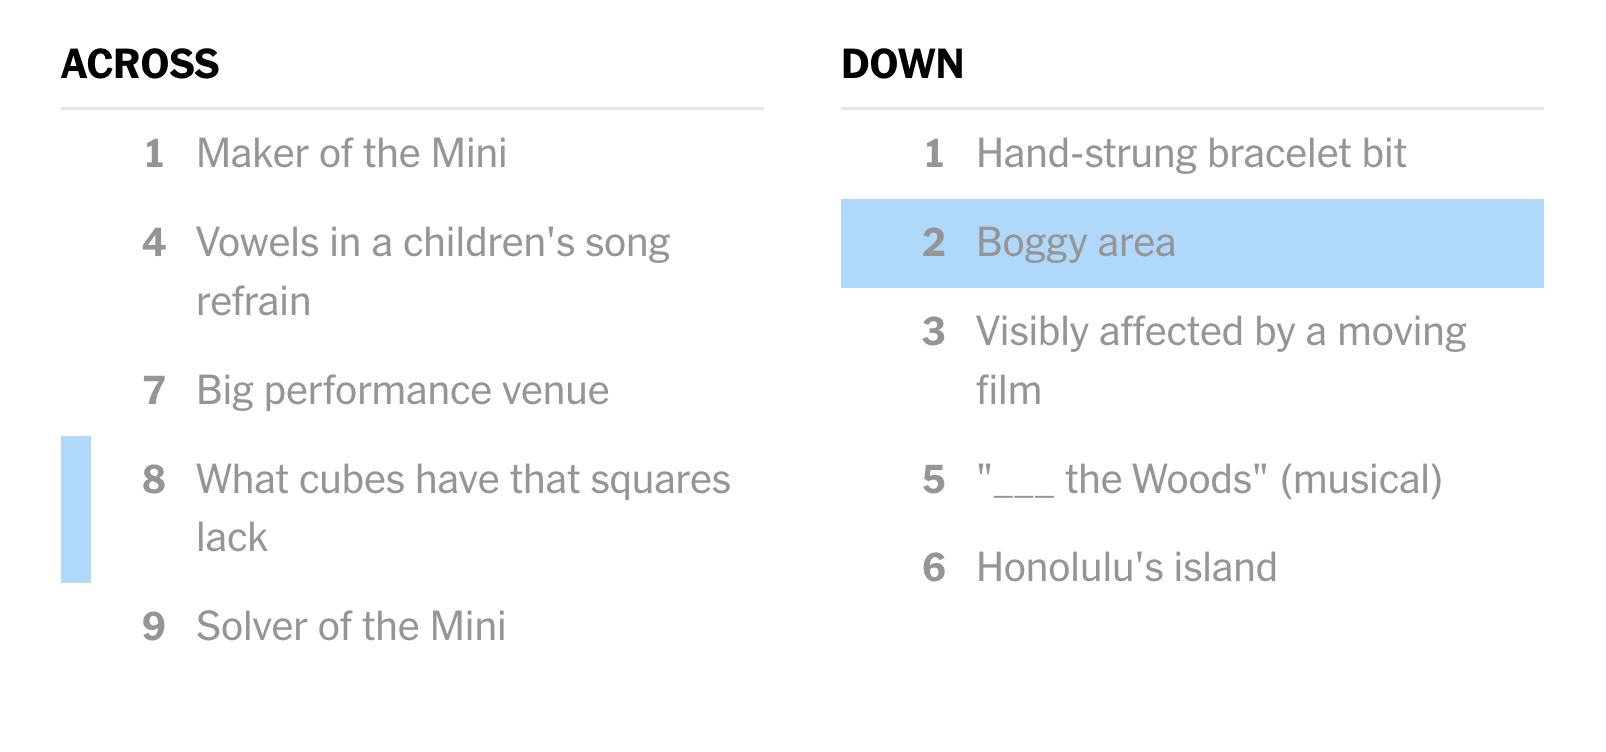 ACROSS
1 Maker of the Mini
4 Vowels in a children's song
refrain
7 Big performance venue
8 What cubes have that squares
lack
9 Solver of the Mini
DOWN
1 Hand-strung bracelet bit
2 Boggy area
3 Visibly affected by a moving
film
5 "___ the Woods" (musical)
6 Honolulu's island